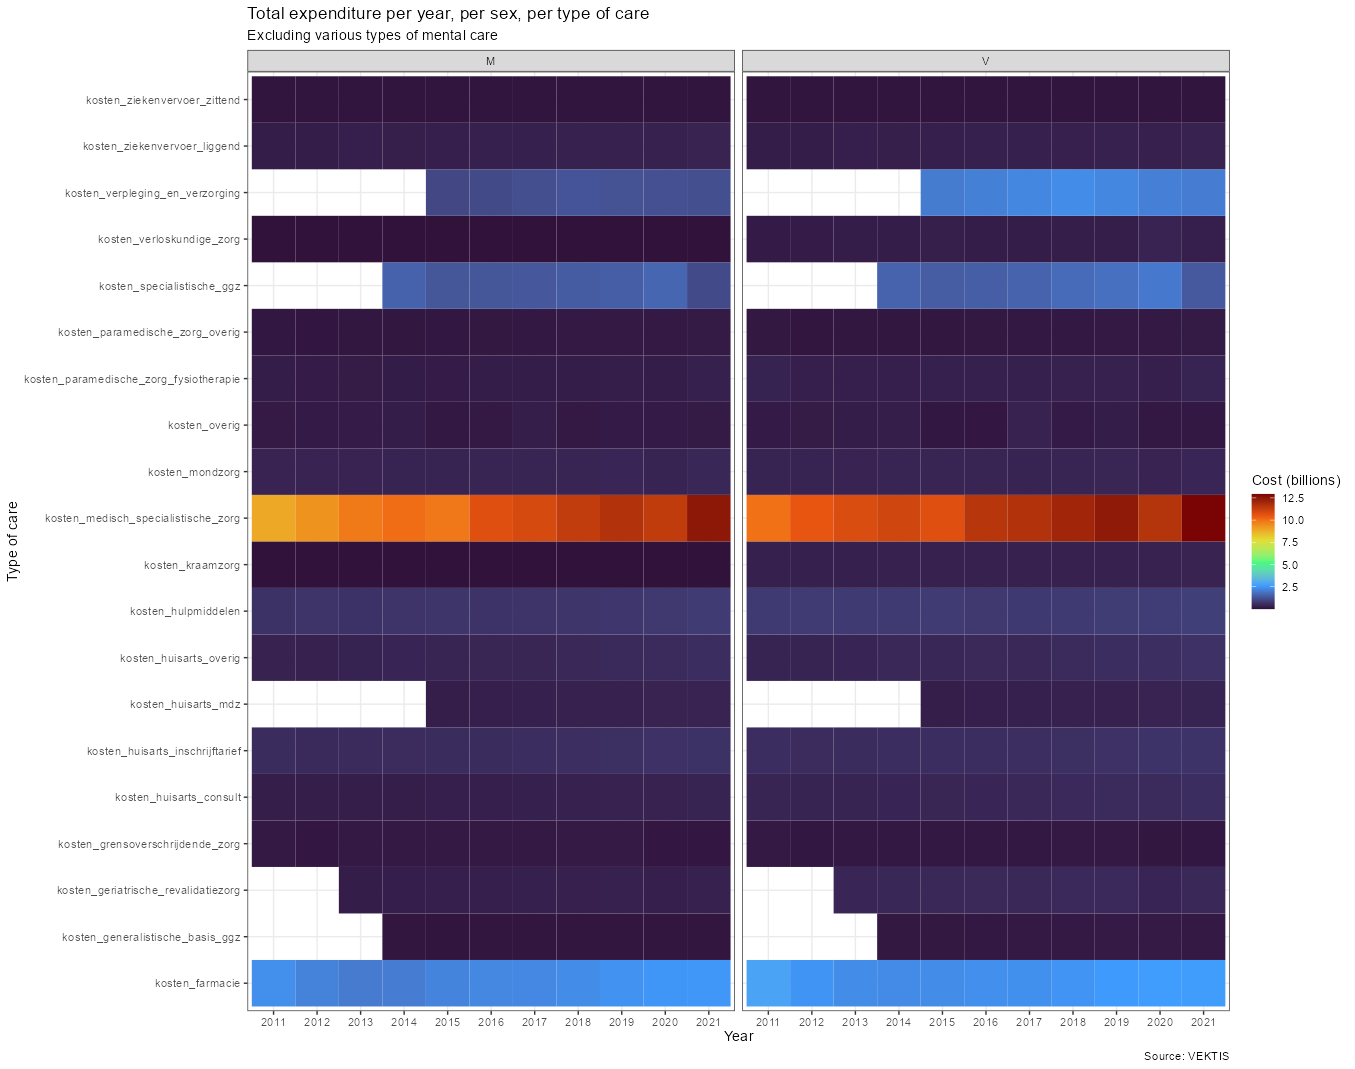 Total expenditure per year, per sex, per type of care
Excluding various types of mental care
M
V
kosten_ziekenvervoer_zittend
kosten_ziekenvervoer_liggend
kosten_verpleging_en_verzorging
kosten_verloskundige_zorg
kosten_specialistische_ggz
kosten_paramedische_zorg_overig
kosten_paramedische_zorg_fysiotherapie
kosten_overig
kosten_mondzorg
kosten_medisch_specialistische_zorg
kosten_kraamzorg
kosten_hulpmiddelen
kosten_huisarts_overig
kosten_huisarts_mdz
kosten_huisarts_inschrijftarief
kosten_huisarts_consult
kosten_grensoverschrijdende_zorg
kosten_geriatrische_revalidatiezorg
kosten_generalistische_basis_ggz
kosten_farmacie
Type of care
2011 2012 2013 2014 2015 2016 2017 2018 2019 2020 2021
2011 2012 2013 2014 2015 2016 2017 2018 2019 2020 2021
Year
Cost (billions)
12.5
10.0
7.5
5.0
2.5
Source: VEKTIS